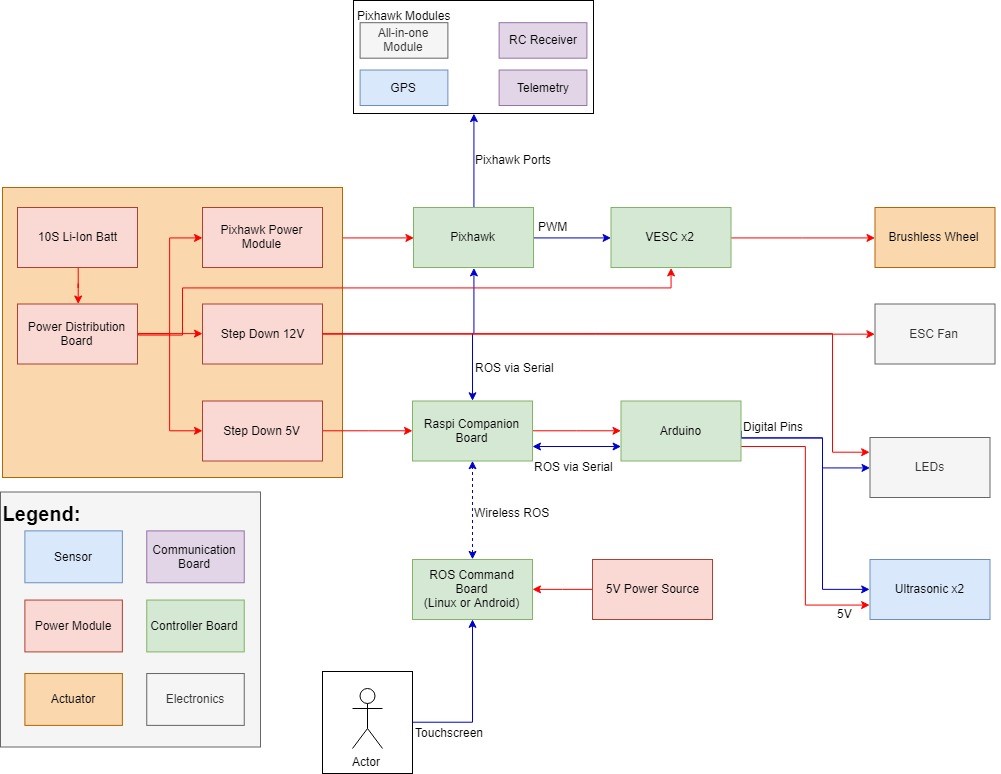 Pixhawk Modules
All-in-one
Module
RC Receiver
GPS
Telemetry
Pixhawk Ports
10S Li-Ion Batt
Pixhawk Power
Module
Pixhawk
PWM
VESC x2
Brushless Wheel
Power Distribution
Board
Step Down 12V
ESC Fan
ROS via Serial
Step Down 5V
Raspi Companion
Board
Arduino
Digital Pins
ROS via Serial
LEDs
Legend:
Wireless ROS
Sensor
Communication
Board
ROS Command
Board
(Linux or Android)
5V Power Source
Ultrasonic x2
5V
Power Module
Controller Board
Actuator
Electronics
Touchscreen
Actor